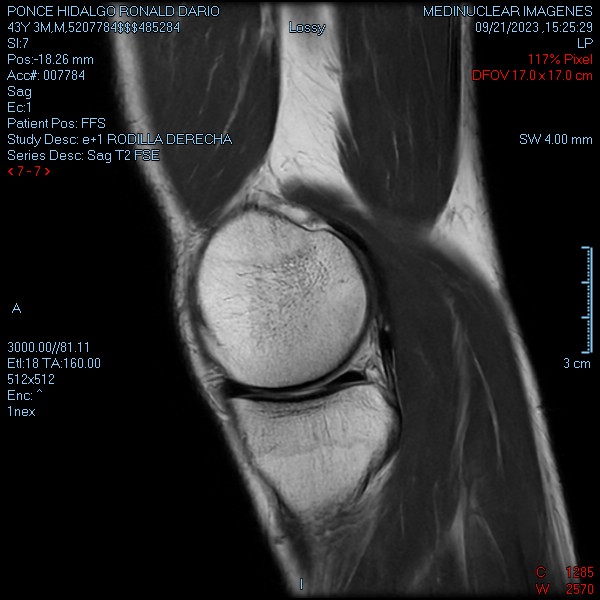 PONCE HIDALGO RONALD DARIO
43Y 3M,M,5207784$$$485284
SI:7
Pos:-18.26 mm
Acc#: 007784
Sag
Ec:1
Patient Pos: FFS
Study Desc: e+1 RODILLA DERECHA
Series Desc: Sag T2 FSE
< 7 - 7 >
Lossy
MEDINUCLEAR IMAGENES
09/21/2023 ,15:25:29
LP
117% Pixel
DFOV 17.0 x 17.0 cm
SW 4.00 mm
A
3 cm
3000.00//81.11
Etl:18 TA:160.00
512x512
Enc: ^
1nex
I
C 1285
W 2570